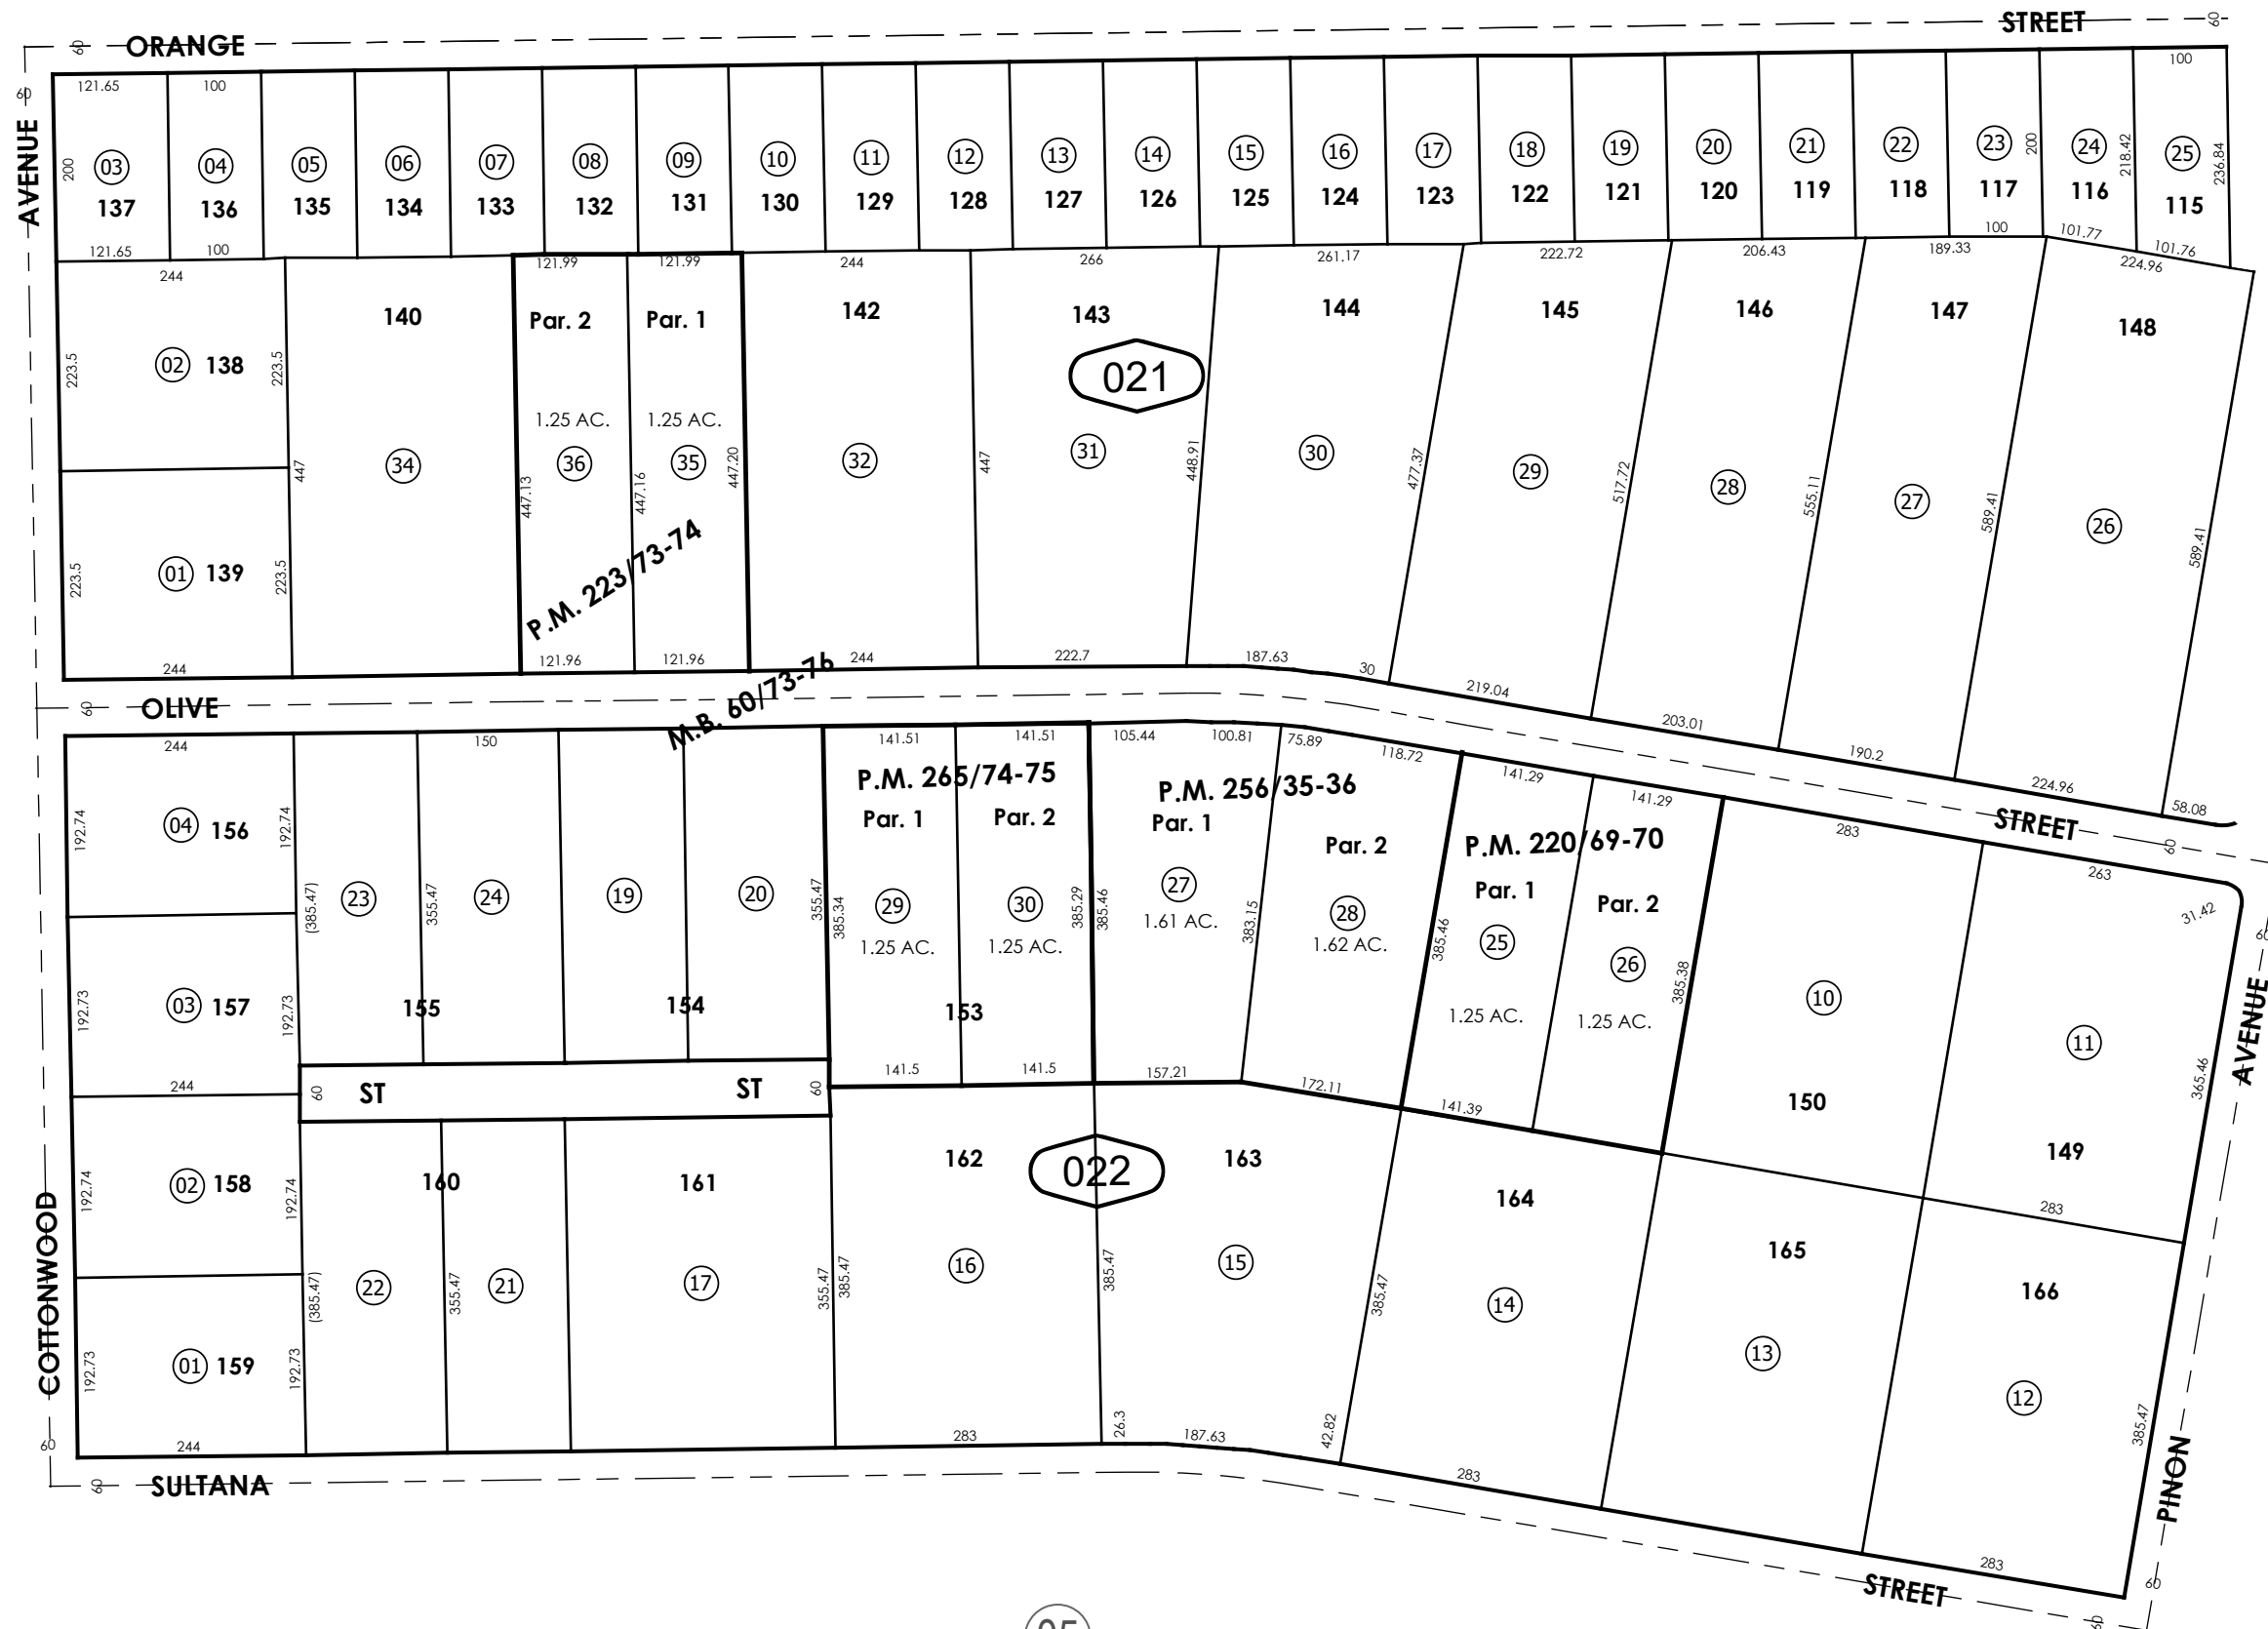 60 ORANGE STREET 60
60 AVENUE
121.65 100 100
200 03 04 05 06 07 08 09 10 11 12 13 14 15 16 17 18 19 20 21 22 23 200 24 218.42 25 236.84
137 136 135 134 133 132 131 130 129 128 127 126 125 124 123 122 121 120 119 118 117 116 115
121.65 100 100 101.77 101.76
244 121.99 121.99 244 266 261.17 222.72 206.43 189.33 224.96
140 Par. 2 Par. 1 142 143 144 145 146 147 148
223.5 02 138 223.5
021
1.25 AC. 1.25 AC.
447 34 36 35 32 31 30 29 28 27 26
447.13 447.16 447.20 447 448.91 477.37 517.72 555.11 589.41 589.41
223.5 01 139 223.5
P.M. 223/73-74
244 121.96 121.96 244 222.7 187.63 30 219.04 203.01 190.2 224.96 58.08
M.B. 60/73-76
60 OLIVE STREET 60
244 150 141.51 141.51 105.44 100.81 75.89 118.72 141.29 141.29 283 263
31.42
60
P.M. 265/74-75 P.M. 256/35-36 P.M. 220/69-70
Par. 1 Par. 2 Par. 1 Par. 2 Par. 1 Par. 2
192.74 04 156 192.74
(385.47) 23 355.47 24 19 20 355.47 385.34 29 30 385.29 385.46 27 383.15 28 385.46 25 26 385.38 10 11 365.46
1.25 AC. 1.25 AC. 1.61 AC. 1.62 AC. 1.25 AC. 1.25 AC.
192.73 03 157 192.73
155 154 153 150 149
AVENUE
244 141.5 141.5 157.21 172.11 141.39 283
60 ST ST 60
192.74 02 158 192.74
160 161 162 022 163 164 165 166
COTTONWOOD
(385.47) 22 355.47 21 17 355.47 385.47 16 385.47 15 385.47 14 13 12 385.47
192.73 01 159 192.73
244 283 26.3 187.63 42.82 283 283
60
PINON
60 SULTANA STREET 60
60
05